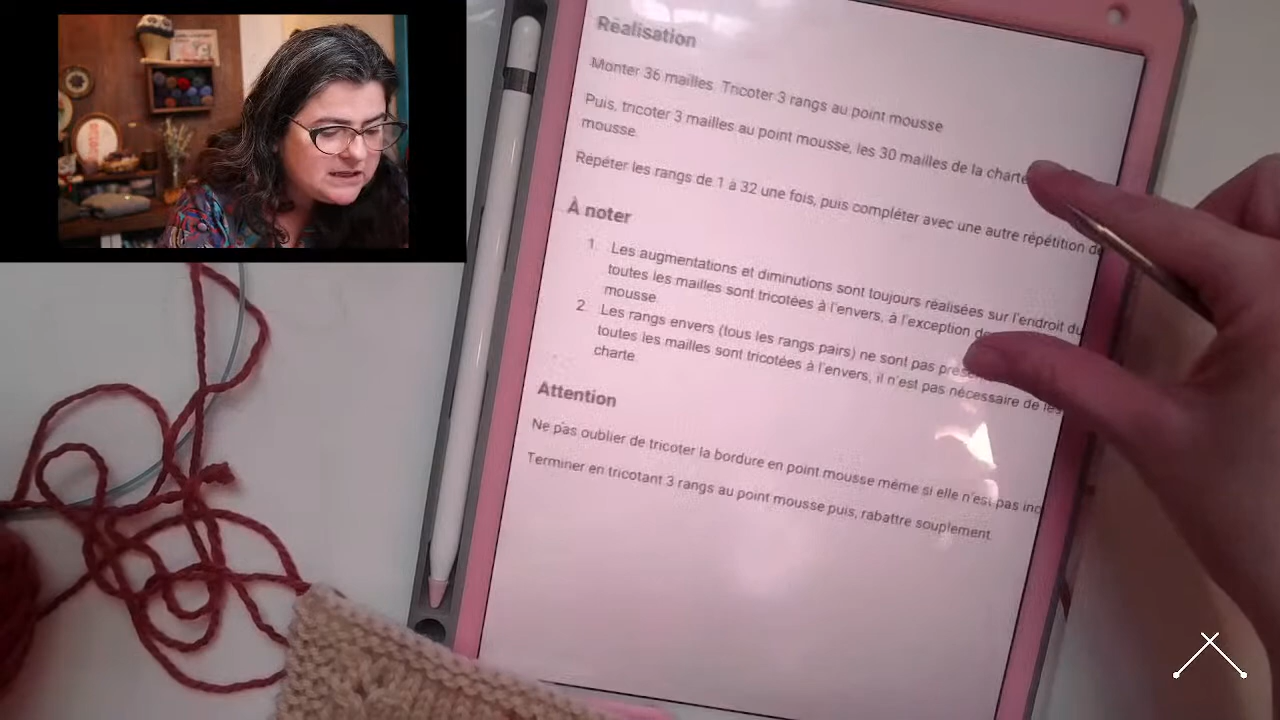 Réalisation
Monter 36 mailles. Tricoter 3 rangs au point mousse
Puis, tricoter 3 mailles au point mousse, les 30 mailles de la charte
mousse.
Répéter les rangs de 1 à 32 une fois, puis compléter avec une autre répétition de
À noter
1. Les augmentations et diminutions sont toujours réalisées sur l'endroit du
toutes les mailles sont tricotées à l'envers, à l'exception de
mousse.
2. Les rangs envers (tous les rangs pairs) ne sont pas
toutes les mailles sont tricotées à l'envers, il n'est pas nécessaire de les
charte.
Attention
Ne pas oublier de tricoter la bordure en point mousse même si elle n'est pas
Terminer en tricotant 3 rangs au point mousse puis, rabattre souplement.